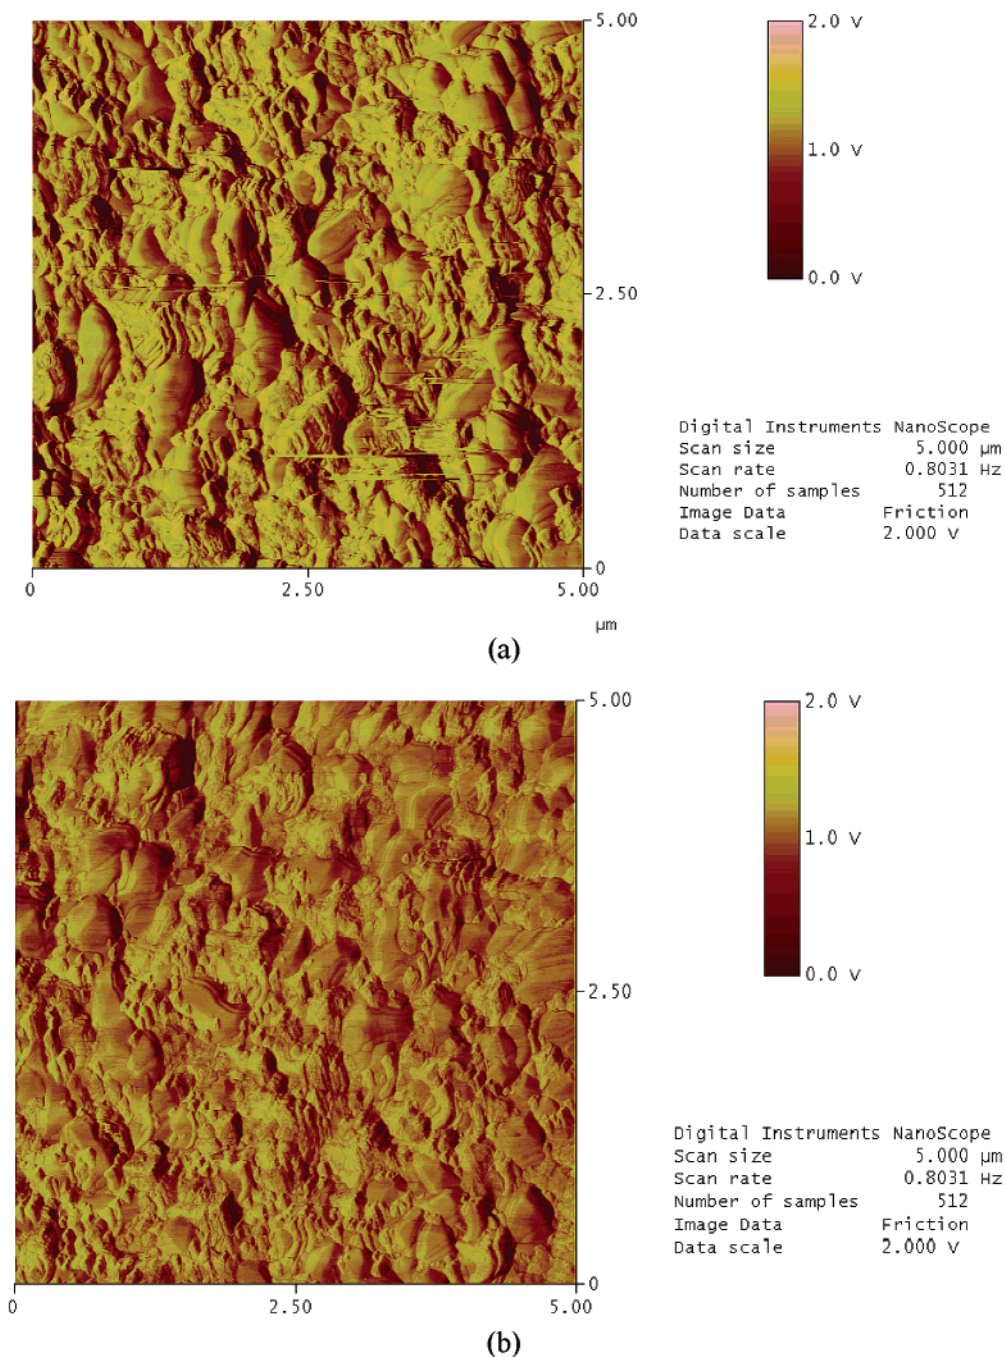 5.00
2.50
0
0 2.50 5.00
µm
2.0 V
1.0 V
0.0 V
Digital Instruments NanoScope
Scan size 5.000 µm
Scan rate 0.8031 Hz
Number of samples 512
Image Data Friction
Data scale 2.000 V
(a)
5.00
2.50
0
0 2.50 5.00
2.0 V
1.0 V
0.0 V
Digital Instruments NanoScope
Scan size 5.000 µm
Scan rate 0.8031 Hz
Number of samples 512
Image Data Friction
Data scale 2.000 V
(b)